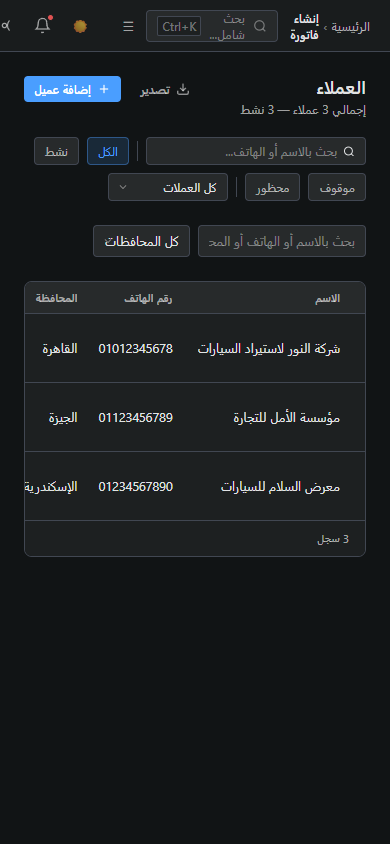 الرئيسية › إنشاء فاتورة
بحث شامل... Ctrl+K
العملاء
إجمالي 3 عملاء — 3 نشط
تصدير
+ إضافة عميل
بحث بالاسم أو الهاتف...
الكل
نشط
موقوف
محظور
كل العملات
بحث بالاسم أو الهاتف أو المح
كل المحافظات
الاسم رقم الهاتف المحافظة
شركة النور لاستيراد السيارات 01012345678 القاهرة
مؤسسة الأمل للتجارة 01123456789 الجيزة
معرض السلام للسيارات 01234567890 الإسكندرية
3 سجل